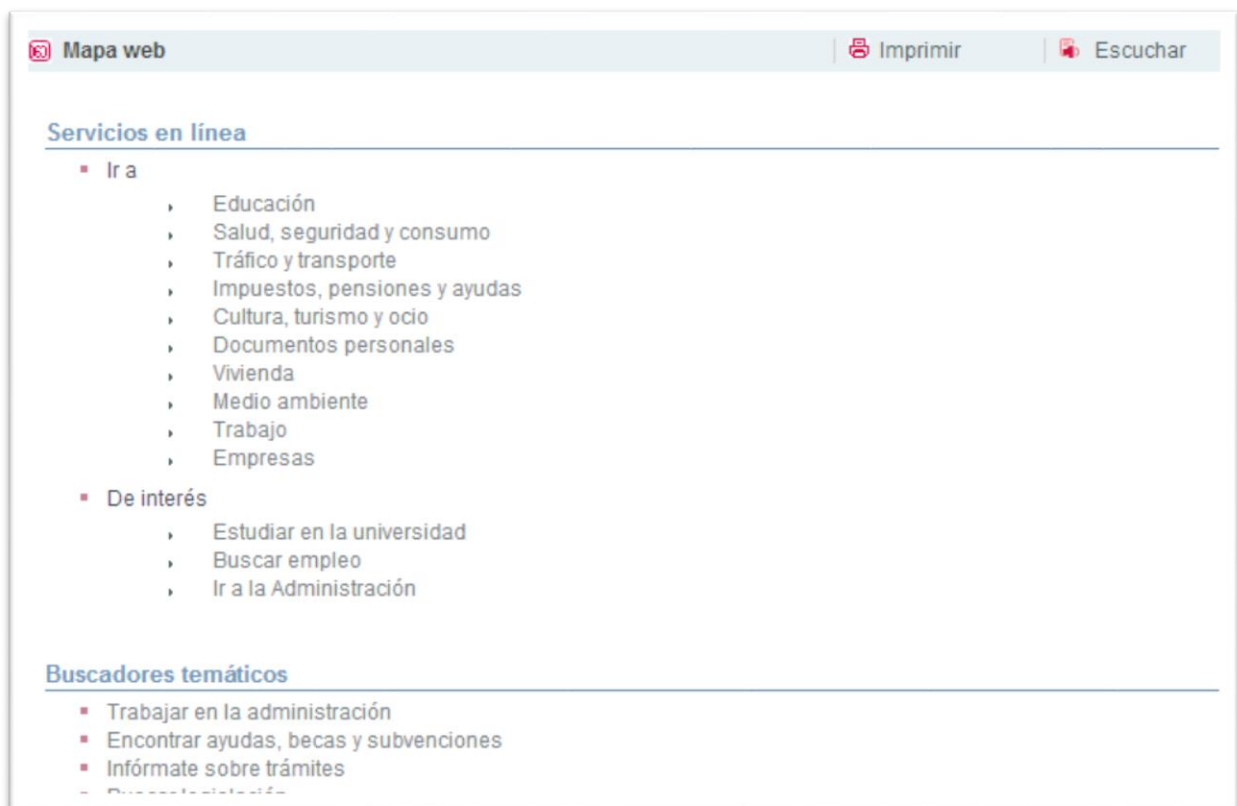 Mapa web
Imprimir
Escuchar
Servicios en línea
Ir a
Educación
Salud, seguridad y consumo
Tráfico y transporte
Impuestos, pensiones y ayudas
Cultura, turismo y ocio
Documentos personales
Vivienda
Medio ambiente
Trabajo
Empresas
De interés
Estudiar en la universidad
Buscar empleo
Ir a la Administración
Buscadores temáticos
Trabajar en la administración
Encontrar ayudas, becas y subvenciones
Infórmate sobre trámites